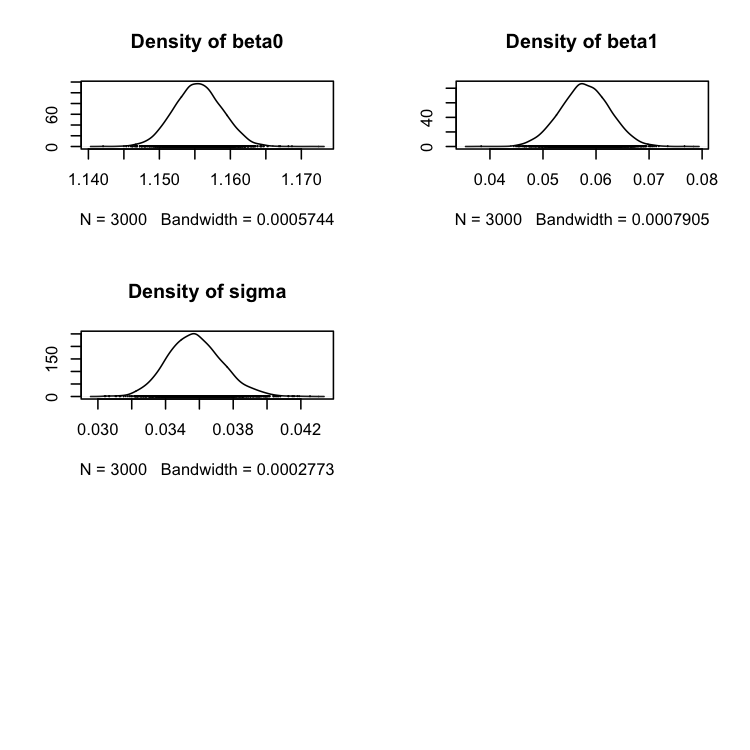 Density of beta0
60
0
1.140 1.150 1.160 1.170
N = 3000 Bandwidth = 0.0005744
Density of beta1
40
0
0.04 0.05 0.06 0.07 0.08
N = 3000 Bandwidth = 0.0007905
Density of sigma
150
0
0.030 0.034 0.038 0.042
N = 3000 Bandwidth = 0.0002773